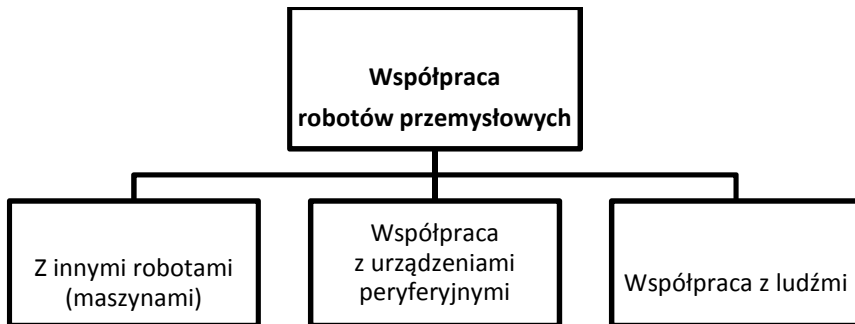 Współpraca
robotów przemysłowych
Z innymi robotami
(maszynami)
Współpraca
z urządzeniami
peryferyjnymi
Współpraca z ludźmi